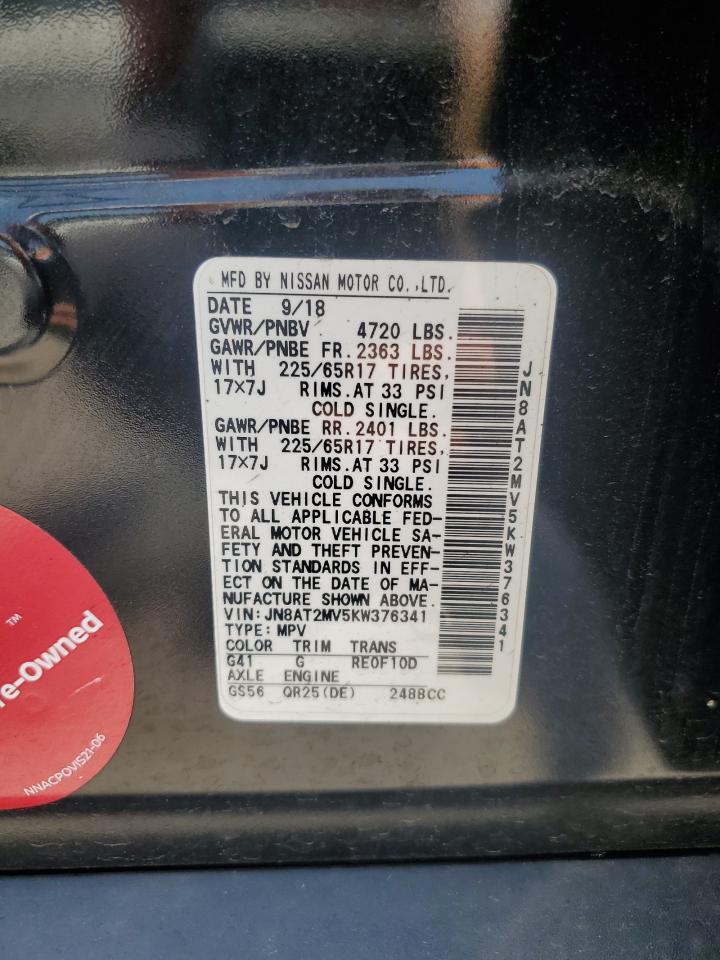 MFD BY NISSAN MOTOR CO.,LTD.
DATE 9/18
GVWR/PNBV 4720 LBS.
GAWR/PNBE FR. 2363 LBS.
WITH 225/65R17 TIRES,
17×7J RIMS.AT 33 PSI
COLD SINGLE.
GAWR/PNBE RR. 2401 LBS.
WITH 225/65R17 TIRES,
17×7J RIMS.AT 33 PSI
COLD SINGLE.
THIS VEHICLE CONFORMS
TO ALL APPLICABLE FED-
ERAL MOTOR VEHICLE SA-
FETY AND THEFT PREVEN-
TION STANDARDS IN EFF-
ECT ON THE DATE OF MA-
NUFACTURE SHOWN ABOVE.
VIN:JN8AT2MV5KW376341
TYPE:MPV
COLOR TRIM TRANS
G41 G RE0F10D
AXLE ENGINE
GS56 QR25(DE) 2488CC
JN8AT2MV5KW376341
™
re-Owned
NNACPOVIS21-06